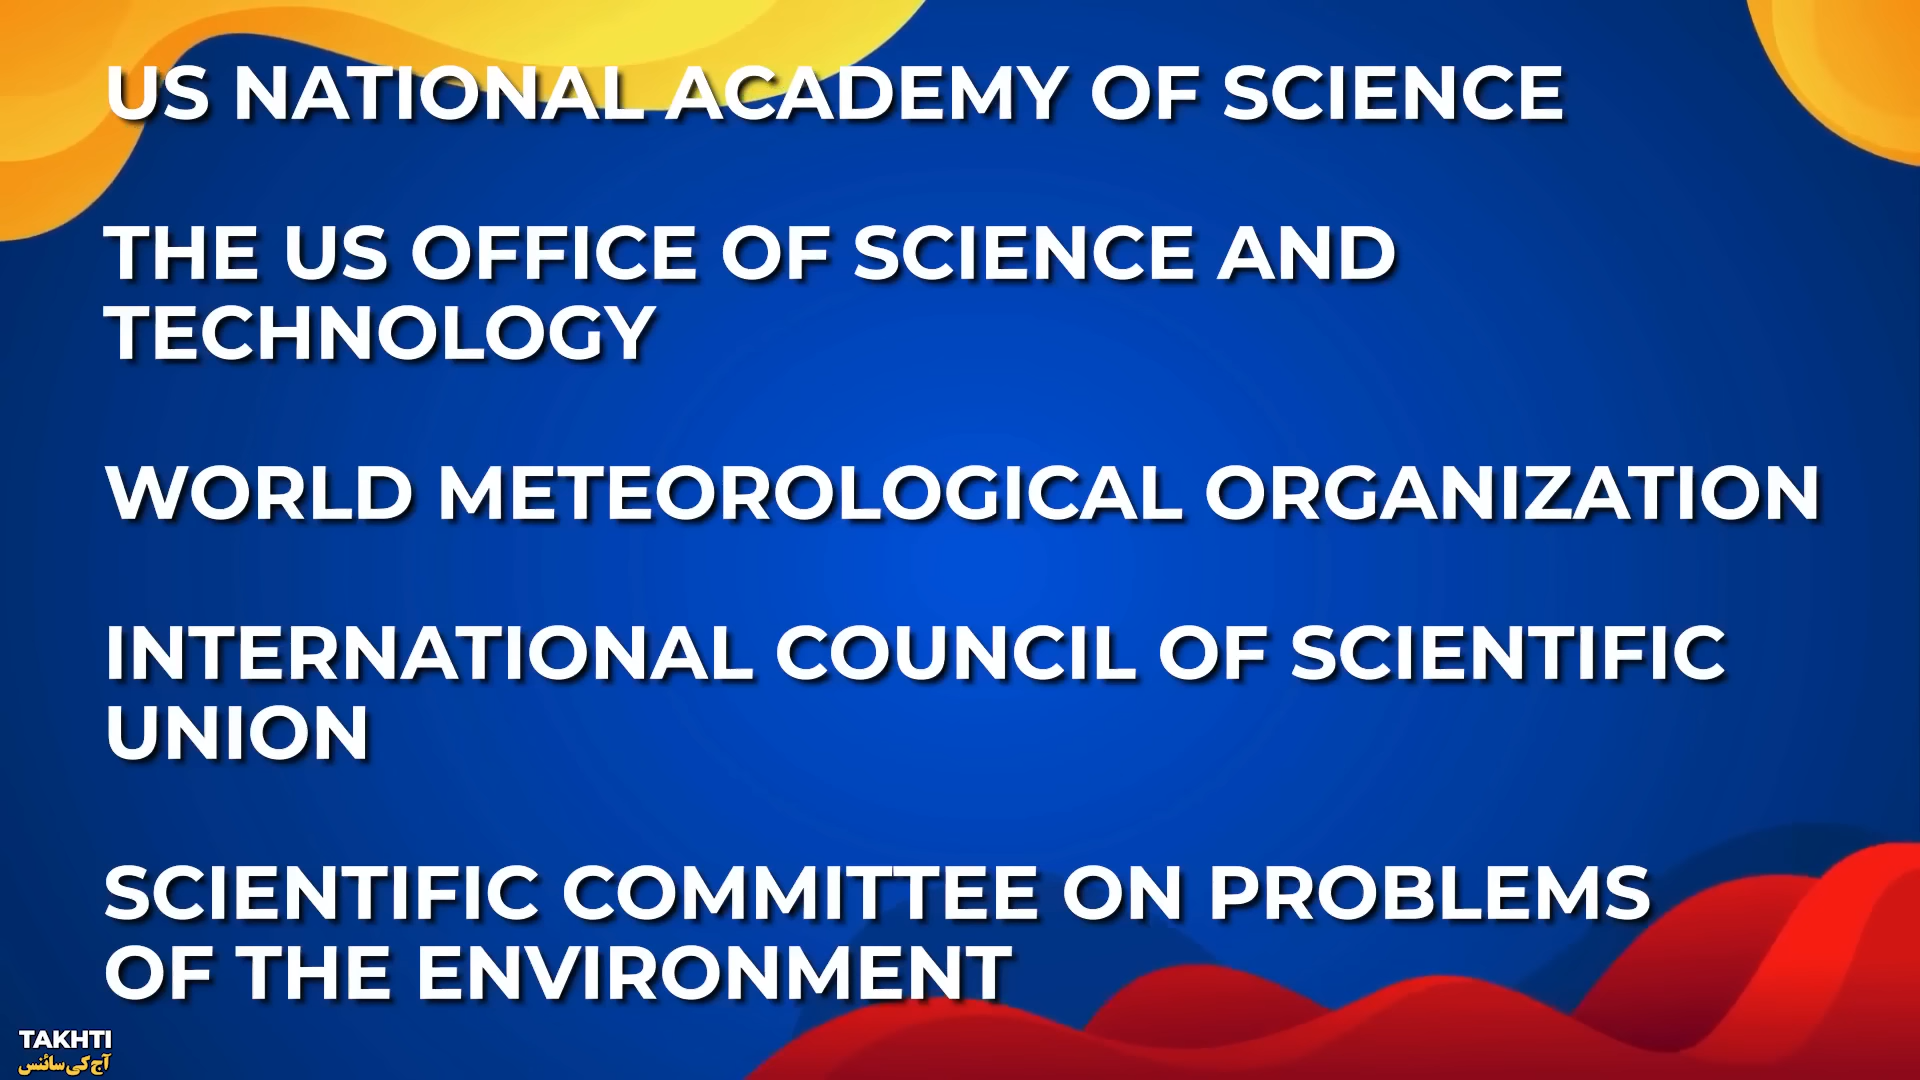 US NATIONAL ACADEMY OF SCIENCE
THE US OFFICE OF SCIENCE AND
TECHNOLOGY
WORLD METEOROLOGICAL ORGANIZATION
INTERNATIONAL COUNCIL OF SCIENTIFIC
UNION
SCIENTIFIC COMMITTEE ON PROBLEMS
OF THE ENVIRONMENT
TAKHTI
آج کی سائنس